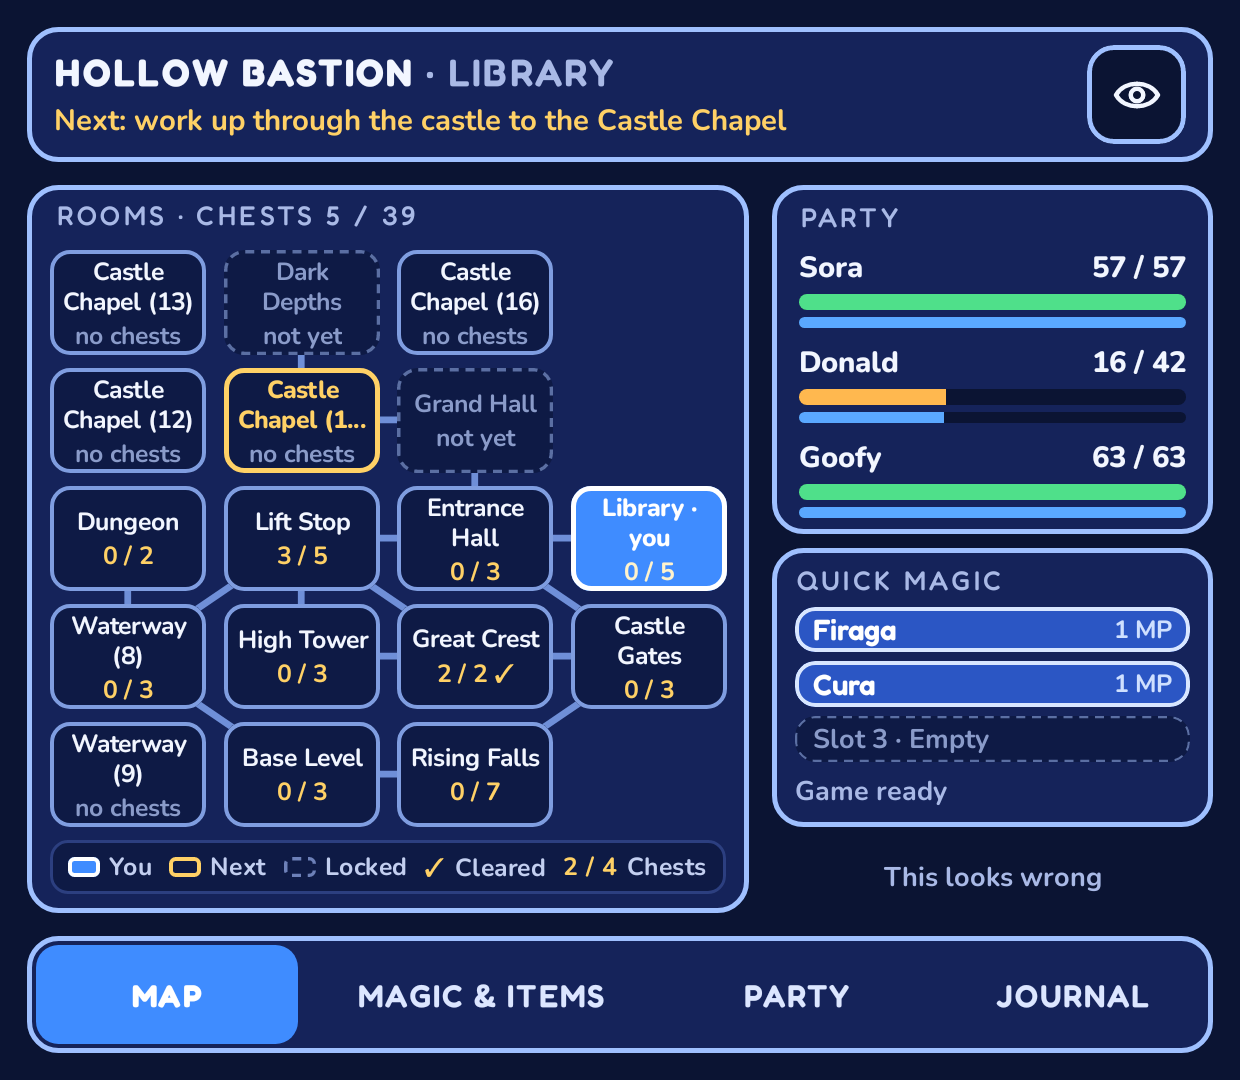 HOLLOW BASTION · LIBRARY
Next: work up through the castle to the Castle Chapel
ROOMS · CHESTS 5 / 39
Castle
Chapel (13)
no chests
Dark
Depths
not yet
Castle
Chapel (16)
no chests
Castle
Chapel (12)
no chests
Castle
Chapel (1...
no chests
Grand Hall
not yet
Dungeon
0 / 2
Lift Stop
3 / 5
Entrance
Hall
0 / 3
Library ·
you
0 / 5
Waterway
(8)
0 / 3
High Tower
0 / 3
Great Crest
2 / 2 ✓
Castle
Gates
0 / 3
Waterway
(9)
no chests
Base Level
0 / 3
Rising Falls
0 / 7
You Next Locked ✓ Cleared 2 / 4 Chests
PARTY
Sora 57 / 57
Donald 16 / 42
Goofy 63 / 63
QUICK MAGIC
Firaga 1 MP
Cura 1 MP
Slot 3 · Empty
Game ready
This looks wrong
MAP MAGIC & ITEMS PARTY JOURNAL